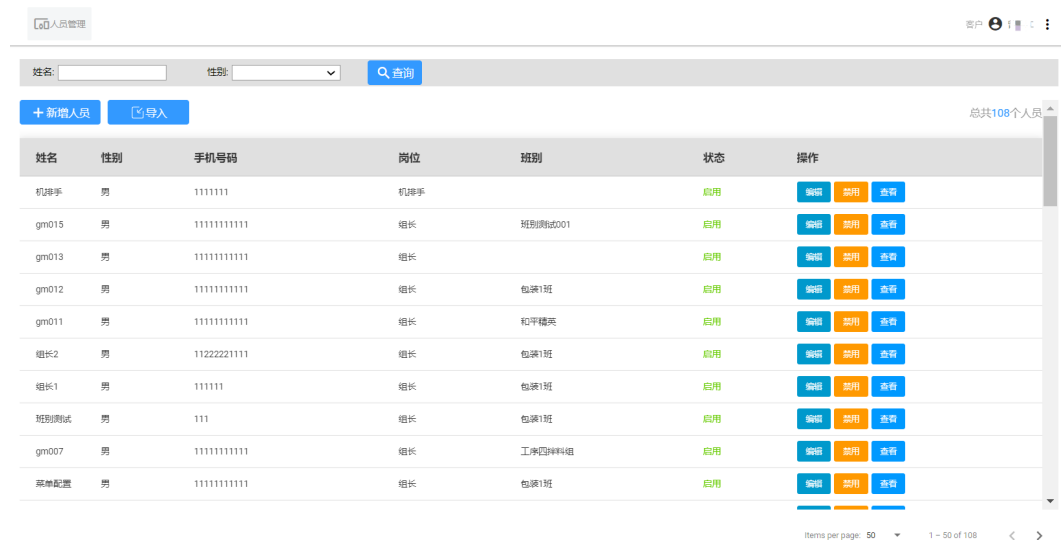 人员管理
客户
姓名: 性别: 查询
新增人员 导入 总共108个人员
姓名 性别 手机号码 岗位 班别 状态 操作
机排手 男 1111111 机排手 启用 编辑 禁用 查看
gm015 男 11111111111 组长 班别测试001 启用 编辑 禁用 查看
gm013 男 11111111111 组长 启用 编辑 禁用 查看
gm012 男 11111111111 组长 包装1班 启用 编辑 禁用 查看
gm011 男 11111111111 组长 和平精英 启用 编辑 禁用 查看
组长2 男 11222221111 组长 包装1班 启用 编辑 禁用 查看
组长1 男 111111 组长 包装1班 启用 编辑 禁用 查看
班别测试 男 111 组长 包装1班 启用 编辑 禁用 查看
gm007 男 11111111111 组长 工序四拌料组 启用 编辑 禁用 查看
菜单配置 男 11111111111 组长 包装1班 启用 编辑 禁用 查看
Items per page: 50 1 – 50 of 108